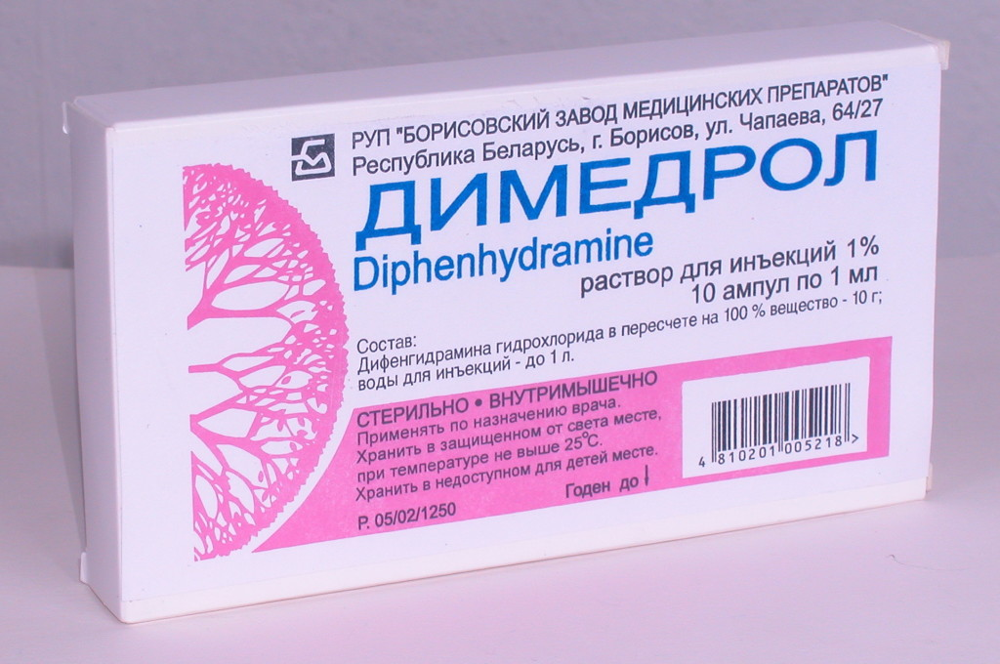 РУП "БОРИСОВСКИЙ ЗАВОД МЕДИЦИНСКИХ ПРЕПАРАТОВ"
Республика Беларусь, г. Борисов, ул. Чапаева, 64/27
ДИМЕДРОЛ
Diphenhydramine
раствор для инъекций 1%
10 ампул по 1 мл
Состав:
Дифенгидрамина гидрохлорида в пересчете на 100 % вещество - 10 г;
воды для инъекций - до 1 л.
СТЕРИЛЬНО • ВНУТРИМЫШЕЧНО
Применять по назначению врача.
Хранить в защищенном от света месте,
при температуре не выше 25°С.
Хранить в недоступном для детей месте.
Годен до
Р. 05/02/1250
4 810201 005218 >